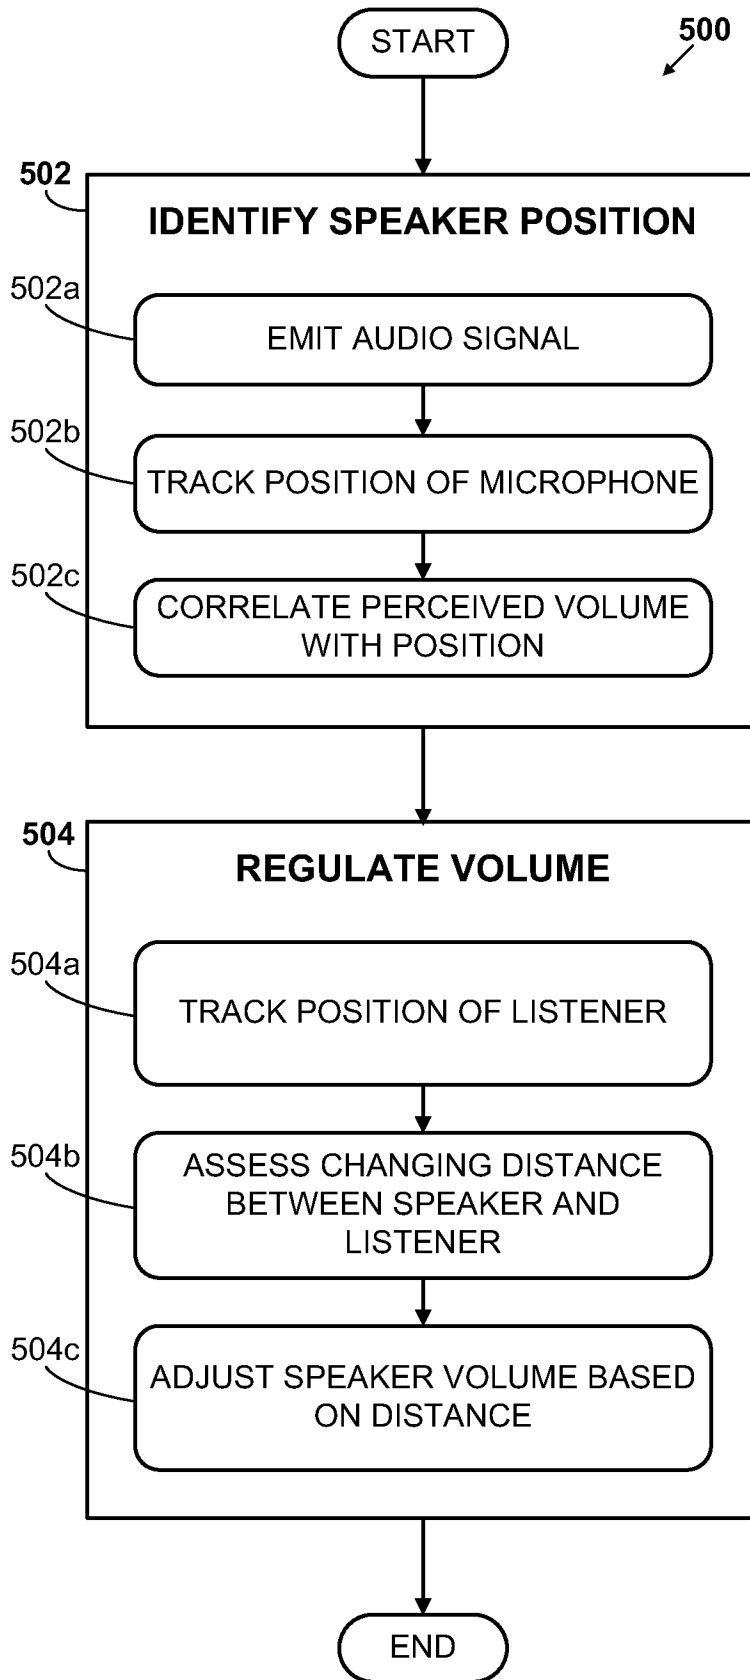 START
500
502
IDENTIFY SPEAKER POSITION
502a
EMIT AUDIO SIGNAL
502b
TRACK POSITION OF MICROPHONE
502c
CORRELATE PERCEIVED VOLUME
WITH POSITION
504
REGULATE VOLUME
504a
TRACK POSITION OF LISTENER
504b
ASSESS CHANGING DISTANCE
BETWEEN SPEAKER AND
LISTENER
504c
ADJUST SPEAKER VOLUME BASED
ON DISTANCE
END